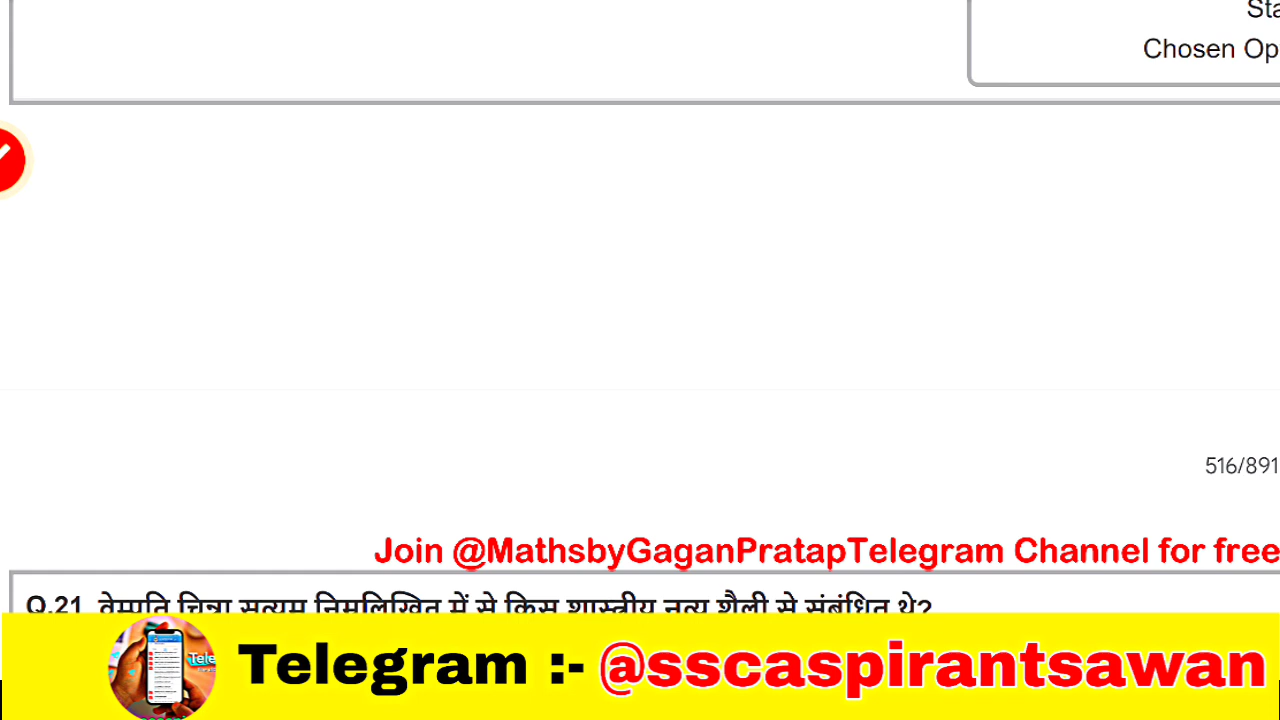 Sta
Chosen Op
516/891
Join @MathsbyGaganPratapTelegram Channel for free
Q.21 वेम्पति चिन्ना सत्यम निम्नलिखित में से किस शास्त्रीय नृत्य शैली से संबंधित थे?
Telegram :- @sscaspirantsawan